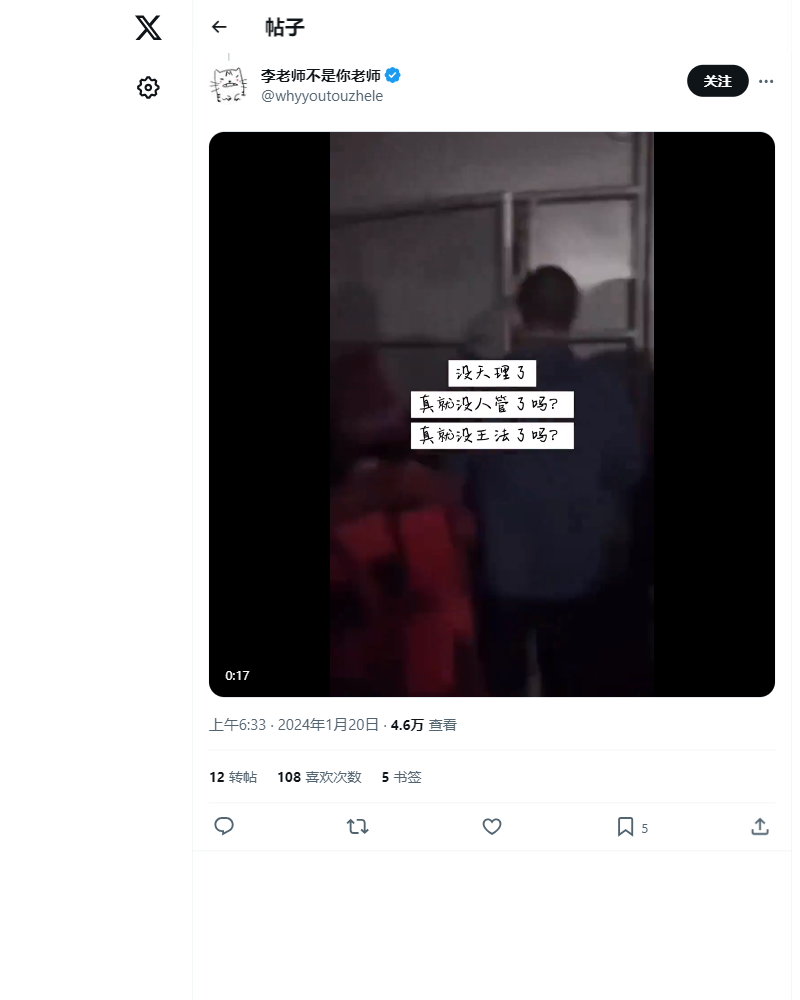 帖子
李老师不是你老师
@whyyoutouzhele
关注
没天理了
真就没人管了吗?
真就没王法了吗?
0:17
上午6:33 · 2024年1月20日 · 4.6万 查看
12 转帖 108 喜欢次数 5 书签
5